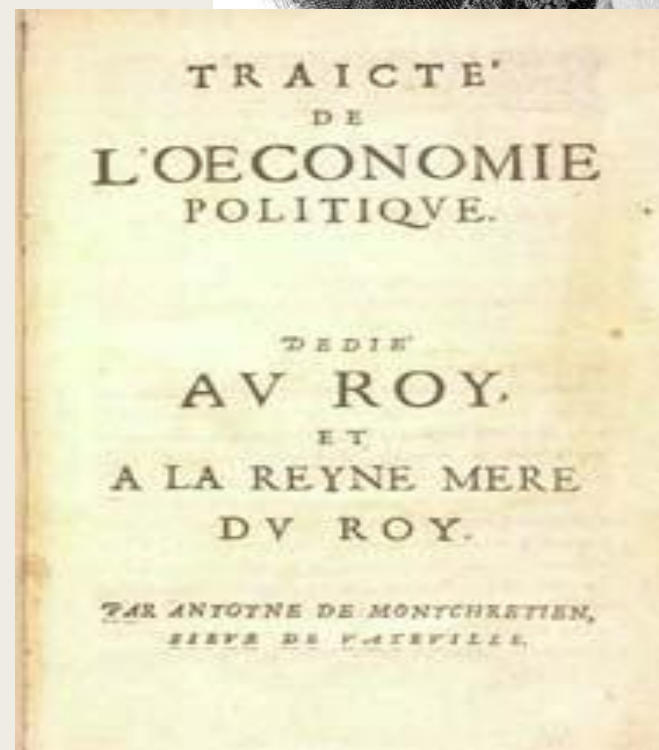 TRAICTE'
DE
L'OECONOMIE
POLITIQVE.
DEDIE'
AV ROY,
ET
A LA REYNE MERE
DV ROY.
PAR ANTOYNE DE MONTCHRETIEN,
SIEVR DE VATEVILLE.